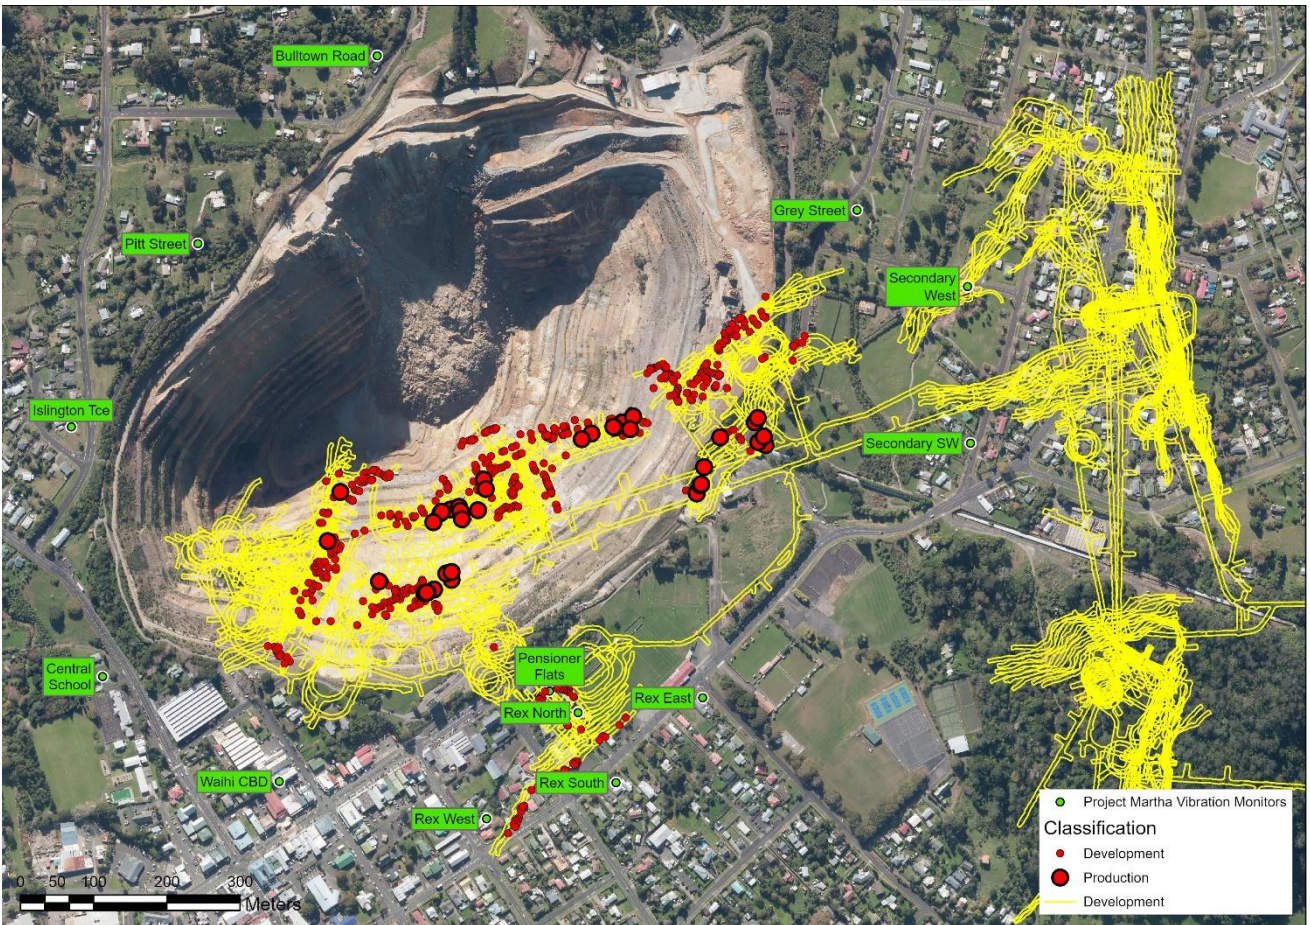 Bulltown Road
Grey Street
Pitt Street
Secondary
West
Islington Tce
Secondary SW
Central
School
Pensioner
Flats
Rex East
Rex North
Waihi CBD
Rex South
Rex West
0 50 100 200 300
Meters
Project Martha Vibration Monitors
Classification
Development
Production
Development